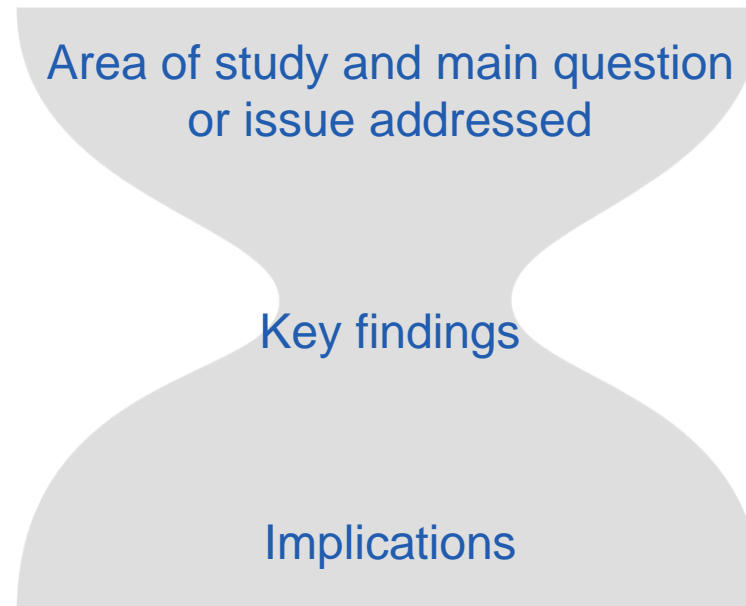 Area of study and main question
or issue addressed
Key findings
Implications